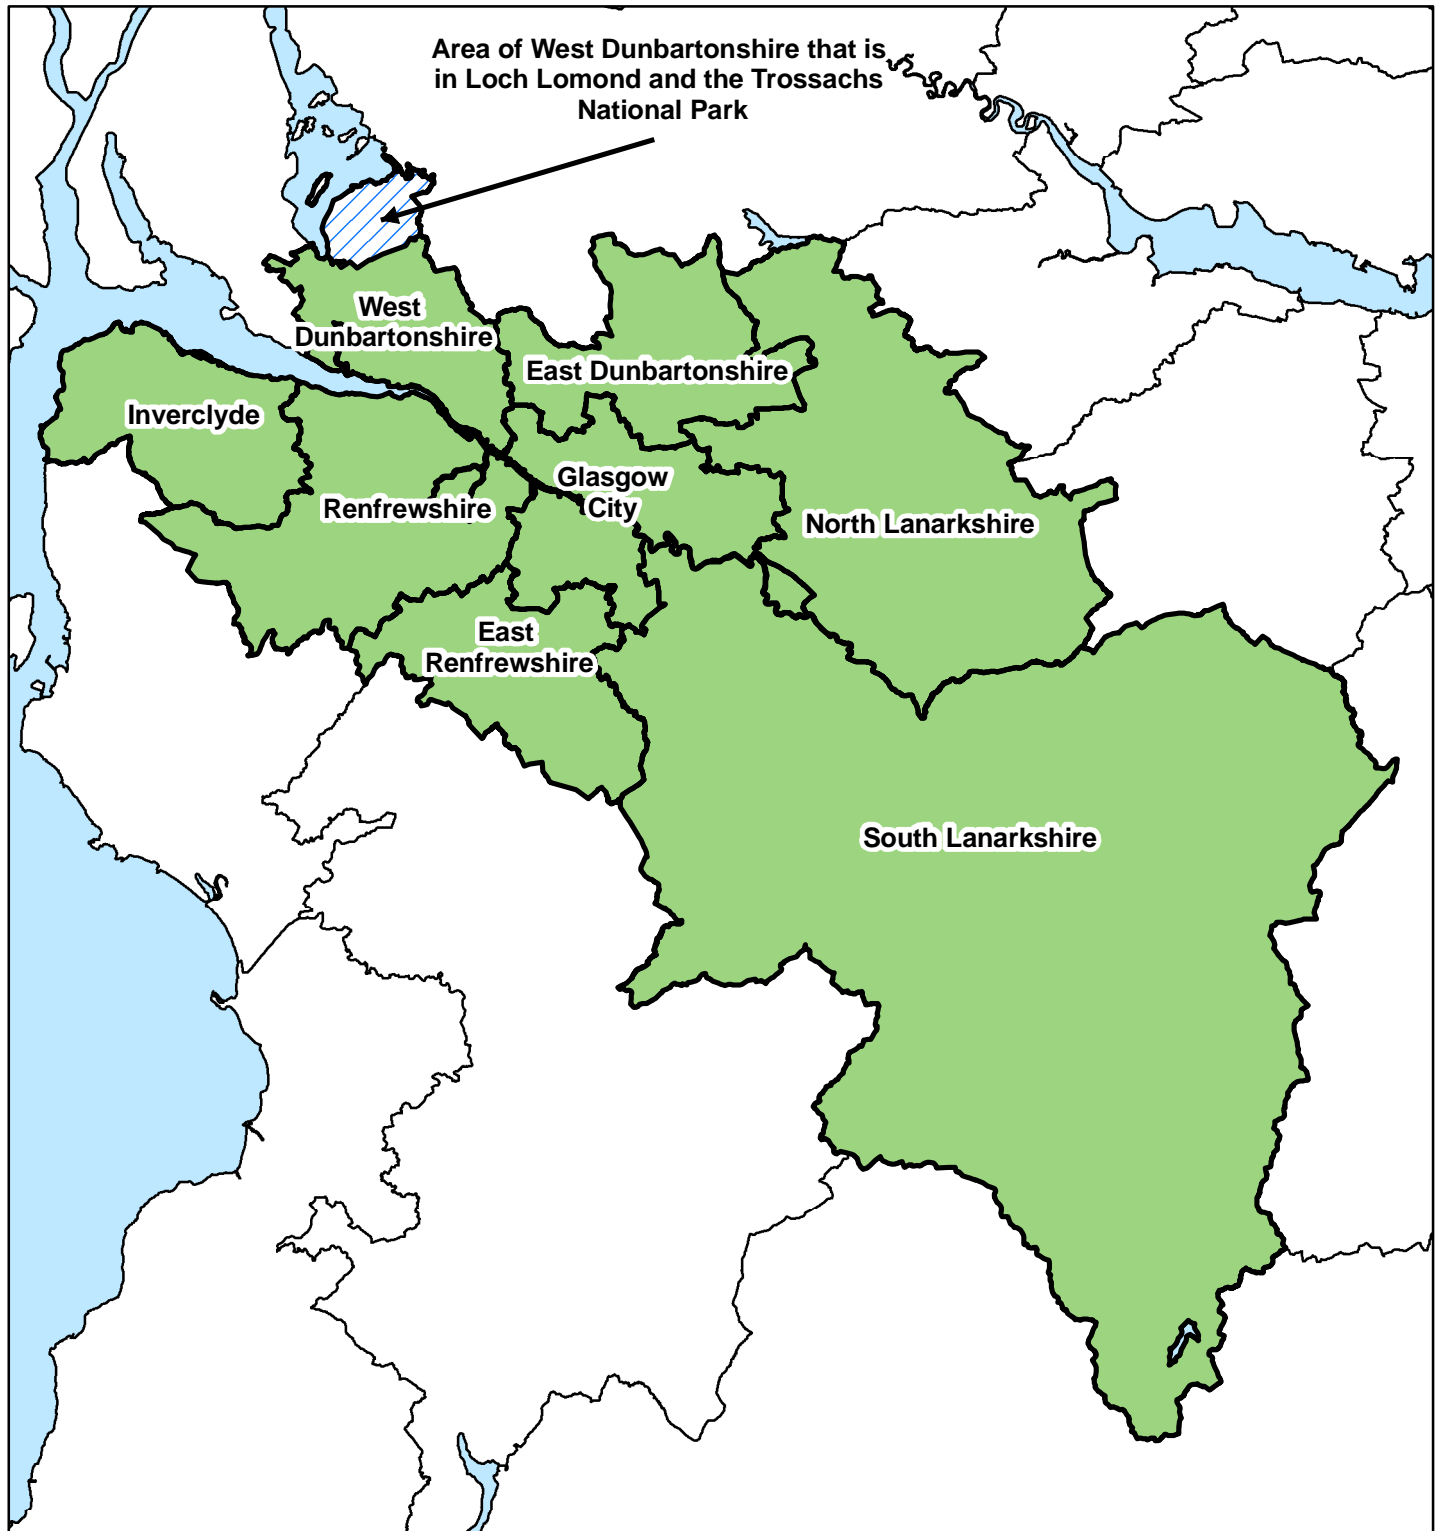 Area of West Dunbartonshire that is
in Loch Lomond and the Trossachs
National Park
West
Dunbartonshire
East Dunbartonshire
Inverclyde
Glasgow
City
Renfrewshire
North Lanarkshire
East
Renfrewshire
South Lanarkshire